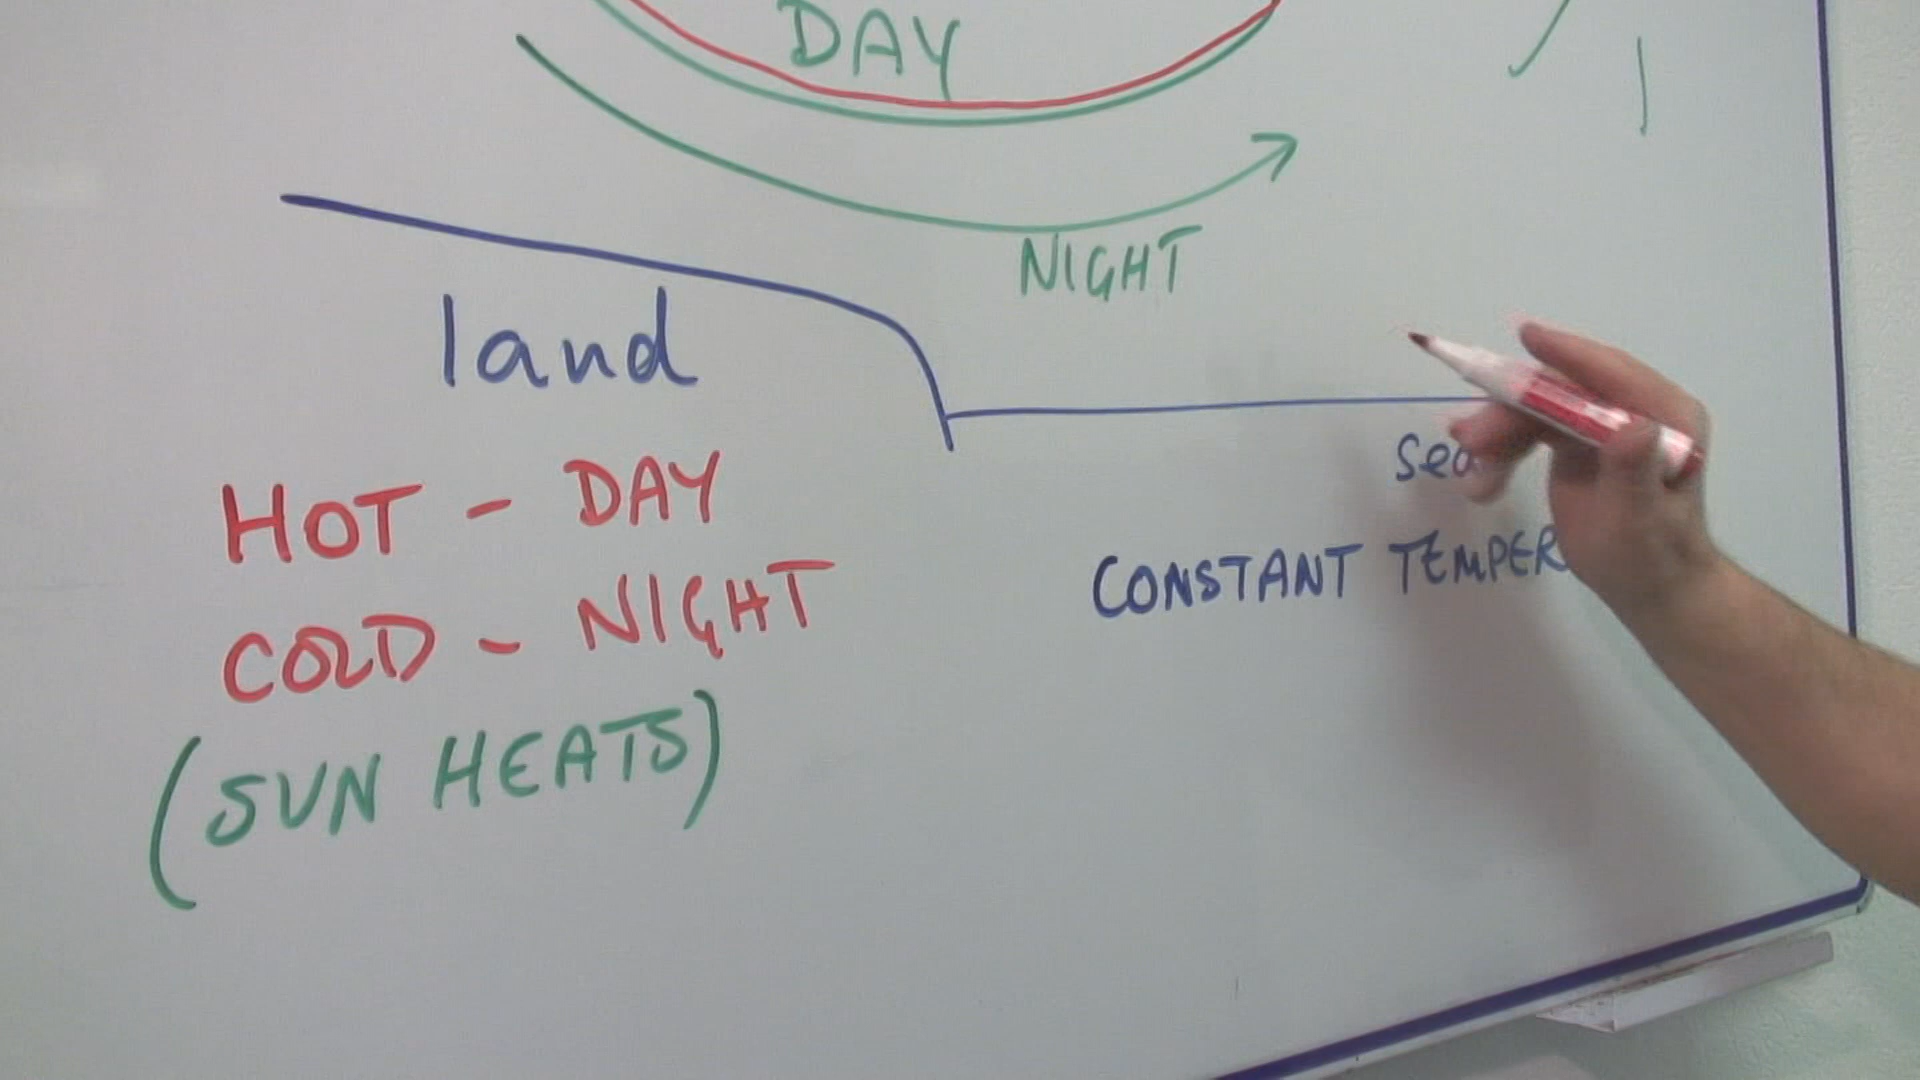 DAY
NIGHT
land
sea
HOT - DAY
COLD - NIGHT
CONSTANT TEMPER
(SUN HEATS)